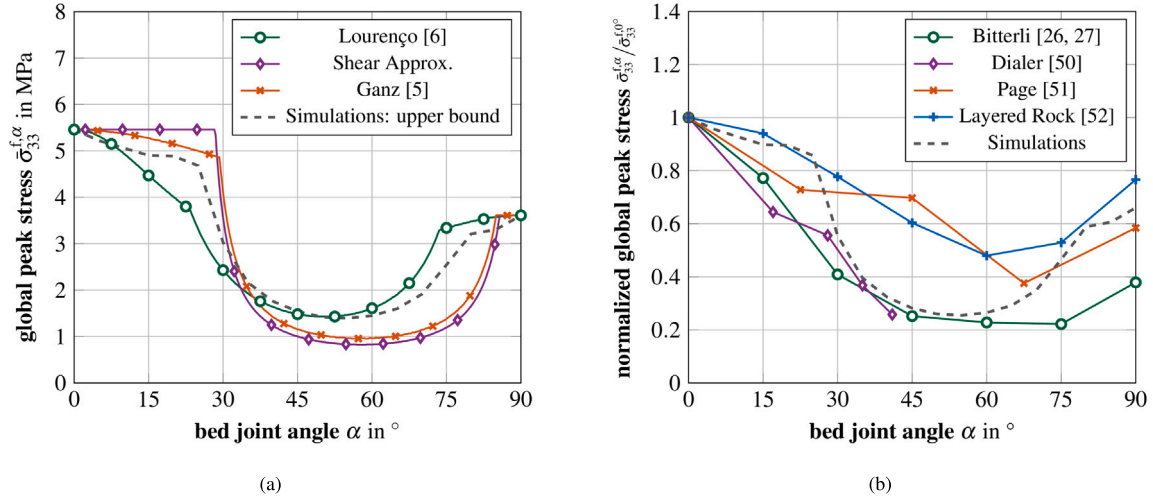 8
7
6
5
4
3
2
1
0
0 15 30 45 60 75 90
global peak stress σ̄₃₃^{f,α} in MPa
bed joint angle α in °
Lourenço [6]
Shear Approx.
Ganz [5]
Simulations: upper bound
(a)
1.4
1.2
1
0.8
0.6
0.4
0.2
0
0 15 30 45 60 75 90
normalized global peak stress σ̄₃₃^{f,α}/σ̄₃₃^{f,0°}
bed joint angle α in °
Bitterli [26, 27]
Dialer [50]
Page [51]
Layered Rock [52]
Simulations
(b)